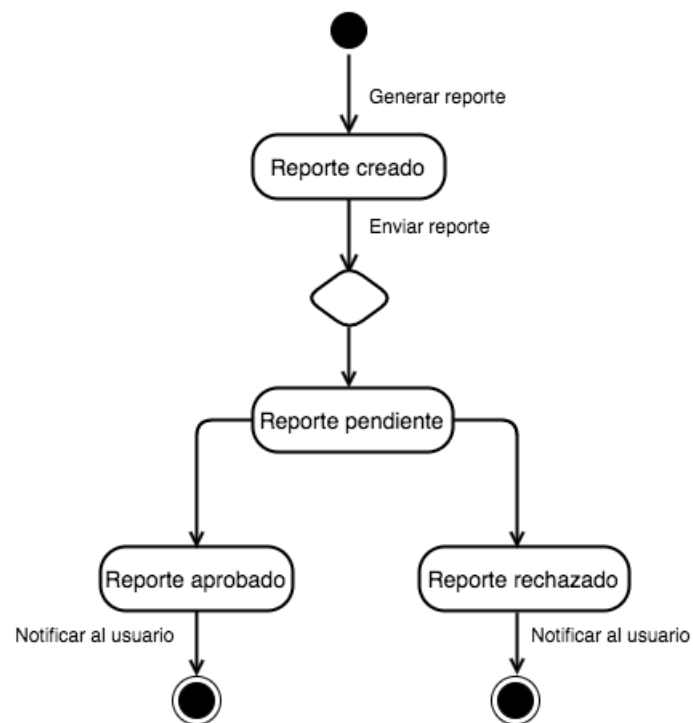 Generar reporte
Reporte creado
Enviar reporte
Reporte pendiente
Reporte aprobado
Reporte rechazado
Notificar al usuario
Notificar al usuario